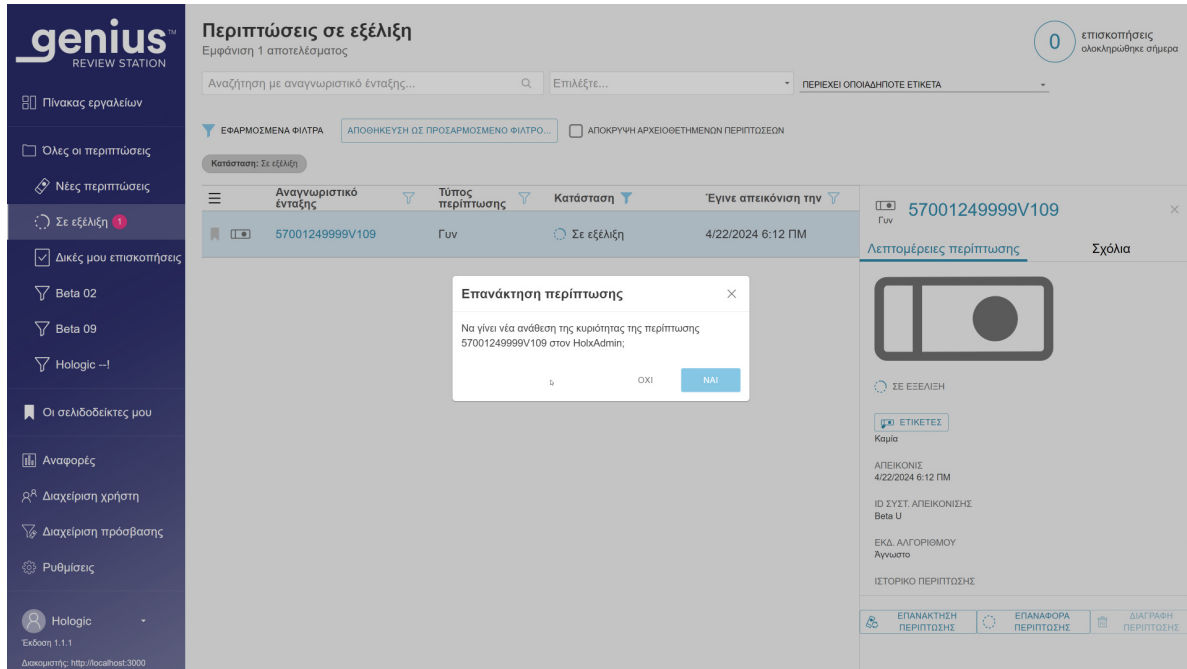 genius™
REVIEW STATION
Πίνακας εργαλείων
Όλες οι περιπτώσεις
Νέες περιπτώσεις
Σε εξέλιξη 1
Δικές μου επισκοπήσεις
Beta 02
Beta 09
Hologic --!
Οι σελιδοδείκτες μου
Αναφορές
Διαχείριση χρήστη
Διαχείριση πρόσβασης
Ρυθμίσεις
Hologic
Έκδοση 1.1.1
Διακομιστής: http://localhost:3000
Περιπτώσεις σε εξέλιξη
Εμφάνιση 1 αποτελέσματος
0 επισκοπήσεις
ολοκληρώθηκε σήμερα
Αναζήτηση με αναγνωριστικό ένταξης...
Επιλέξτε...
ΠΕΡΙΕΧΕΙ ΟΠΟΙΑΔΗΠΟΤΕ ΕΤΙΚΕΤΑ
ΕΦΑΡΜΟΣΜΕΝΑ ΦΙΛΤΡΑ
ΑΠΟΘΗΚΕΥΣΗ ΩΣ ΠΡΟΣΑΡΜΟΣΜΕΝΟ ΦΙΛΤΡΟ...
ΑΠΟΚΡΥΨΗ ΑΡΧΕΙΟΘΕΤΗΜΕΝΩΝ ΠΕΡΙΠΤΩΣΕΩΝ
Κατάσταση: Σε εξέλιξη
Αναγνωριστικό ένταξης
Τύπος περίπτωσης
Κατάσταση
Έγινε απεικόνιση την
57001249999V109
Γυν
Σε εξέλιξη
4/22/2024 6:12 ΠΜ
Επανάκτηση περίπτωσης
Να γίνει νέα ανάθεση της κυριότητας της περίπτωσης
57001249999V109 στον HolxAdmin;
ΟΧΙ
ΝΑΙ
57001249999V109
Γυν
Λεπτομέρειες περίπτωσης
Σχόλια
ΣΕ ΕΞΕΛΙΞΗ
ΕΤΙΚΕΤΕΣ
Καμία
ΑΠΕΙΚΟΝΙΣ
4/22/2024 6:12 ΠΜ
ID ΣΥΣΤ. ΑΠΕΙΚΟΝΙΣΗΣ
Beta U
ΕΚΔ. ΑΛΓΟΡΙΘΜΟΥ
Άγνωστο
ΙΣΤΟΡΙΚΟ ΠΕΡΙΠΤΩΣΗΣ
ΕΠΑΝΑΚΤΗΣΗ
ΠΕΡΙΠΤΩΣΗΣ
ΕΠΑΝΑΦΟΡΑ
ΠΕΡΙΠΤΩΣΗΣ
ΔΙΑΓΡΑΦΗ
ΠΕΡΙΠΤΩΣΗΣ